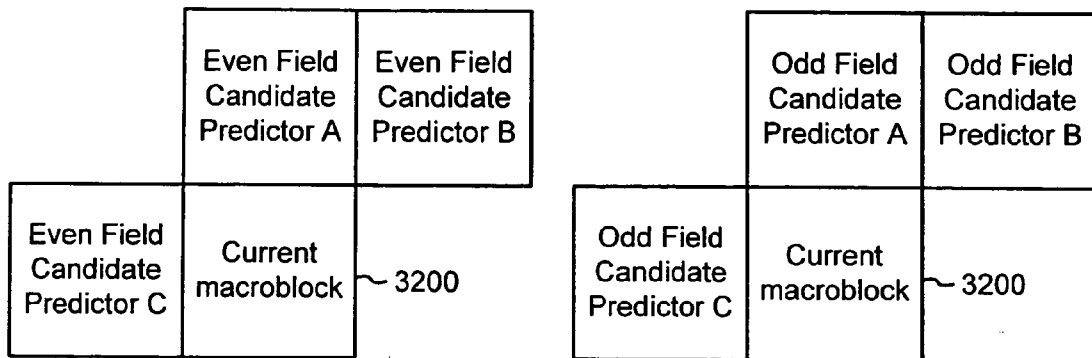 Even Field
Candidate
Predictor A
Even Field
Candidate
Predictor B
Even Field
Candidate
Predictor C
Current
macroblock
3200
Odd Field
Candidate
Predictor A
Odd Field
Candidate
Predictor B
Odd Field
Candidate
Predictor C
Current
macroblock
3200